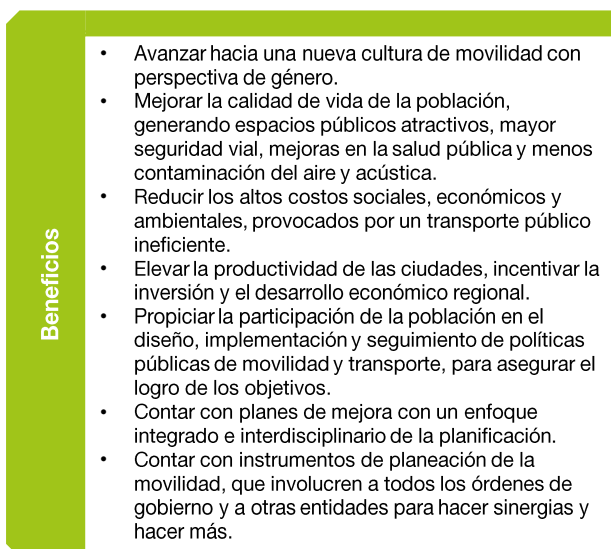 Beneficios
• Avanzar hacia una nueva cultura de movilidad con
perspectiva de género.
• Mejorar la calidad de vida de la población,
generando espacios públicos atractivos, mayor
seguridad vial, mejoras en la salud pública y menos
contaminación del aire y acústica.
• Reducir los altos costos sociales, económicos y
ambientales, provocados por un transporte público
ineficiente.
• Elevar la productividad de las ciudades, incentivar la
inversión y el desarrollo económico regional.
• Propiciar la participación de la población en el
diseño, implementación y seguimiento de políticas
públicas de movilidad y transporte, para asegurar el
logro de los objetivos.
• Contar con planes de mejora con un enfoque
integrado e interdisciplinario de la planificación.
• Contar con instrumentos de planeación de la
movilidad, que involucren a todos los órdenes de
gobierno y a otras entidades para hacer sinergias y
hacer más.